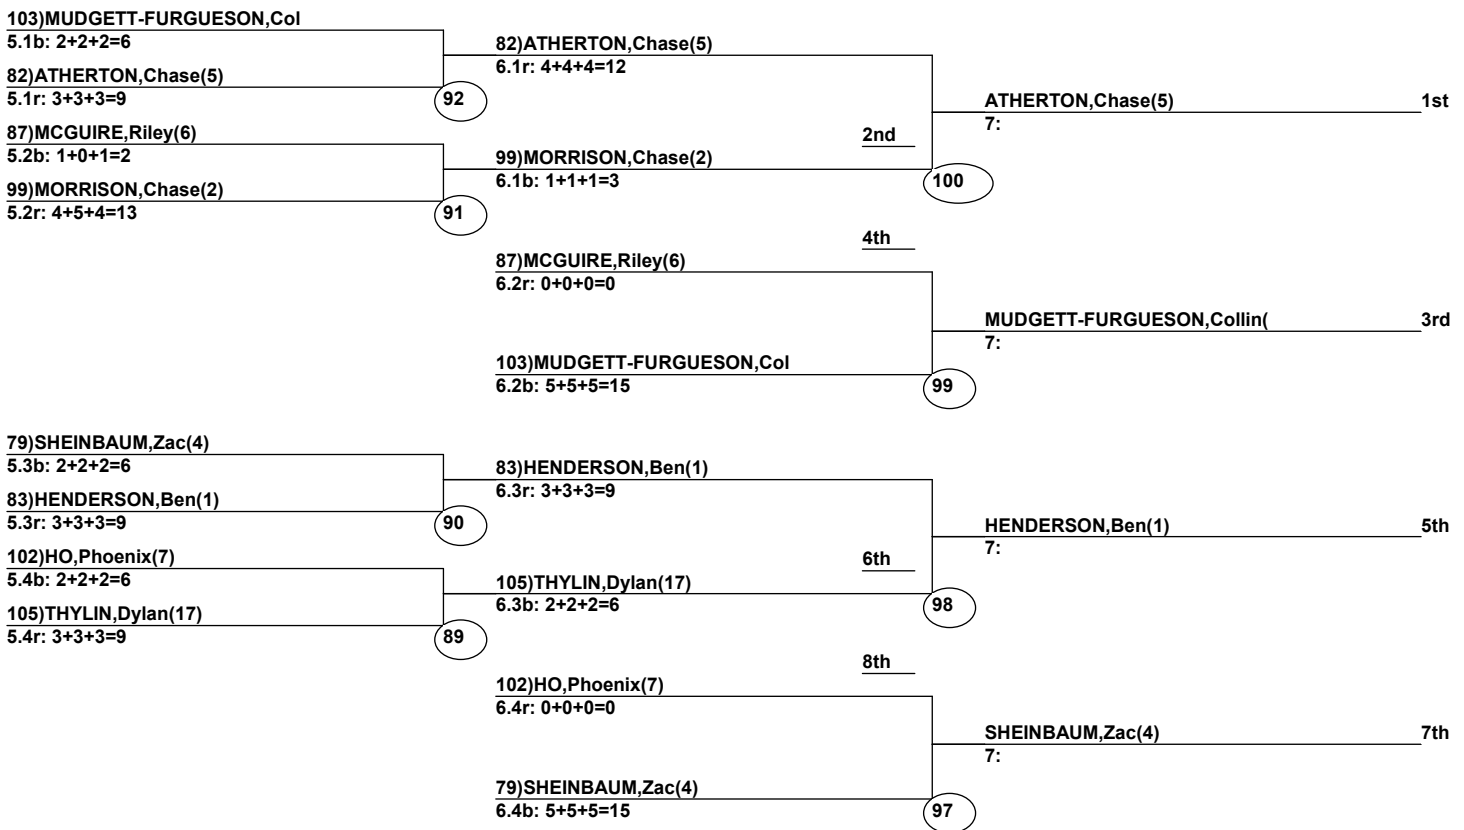 103)MUDGETT-FURGUESON,Col
5.1b: 2+2+2=6
82)ATHERTON,Chase(5)
5.1r: 3+3+3=9
92
87)MCGUIRE,Riley(6)
5.2b: 1+0+1=2
99)MORRISON,Chase(2)
5.2r: 4+5+4=13
91
82)ATHERTON,Chase(5)
6.1r: 4+4+4=12
99)MORRISON,Chase(2)
6.1b: 1+1+1=3
2nd
100
ATHERTON,Chase(5) 1st
7:
4th
87)MCGUIRE,Riley(6)
6.2r: 0+0+0=0
103)MUDGETT-FURGUESON,Col
6.2b: 5+5+5=15
99
MUDGETT-FURGUESON,Collin( 3rd
7:
79)SHEINBAUM,Zac(4)
5.3b: 2+2+2=6
83)HENDERSON,Ben(1)
5.3r: 3+3+3=9
90
102)HO,Phoenix(7)
5.4b: 2+2+2=6
105)THYLIN,Dylan(17)
5.4r: 3+3+3=9
89
83)HENDERSON,Ben(1)
6.3r: 3+3+3=9
105)THYLIN,Dylan(17)
6.3b: 2+2+2=6
6th
98
HENDERSON,Ben(1) 5th
7:
8th
102)HO,Phoenix(7)
6.4r: 0+0+0=0
79)SHEINBAUM,Zac(4)
6.4b: 5+5+5=15
97
SHEINBAUM,Zac(4) 7th
7: